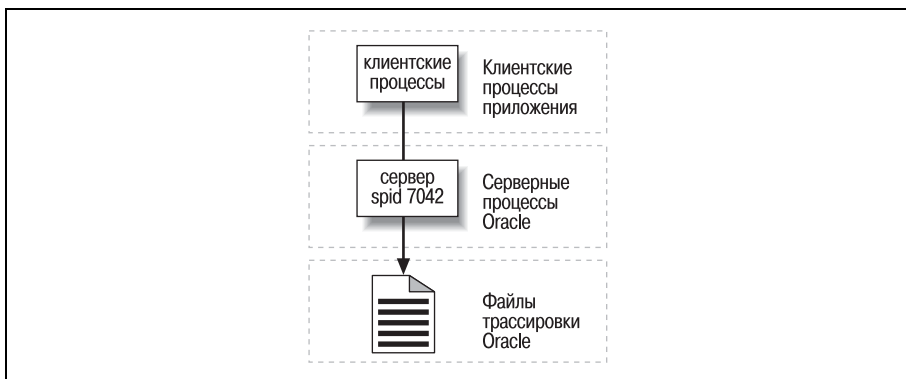 клиентские
процессы
Клиентские
процессы
приложения
сервер
spid 7042
Серверные
процессы
Oracle
Файлы
трассировки
Oracle